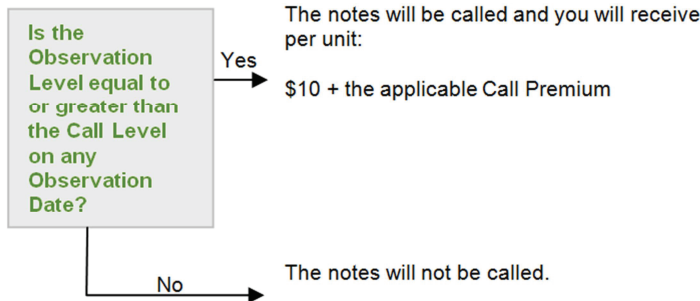 Is the
Observation
Level equal to
or greater than
the Call Level
on any
Observation
Date?
Yes
The notes will be called and you will receive
per unit:
$10 + the applicable Call Premium
No
The notes will not be called.